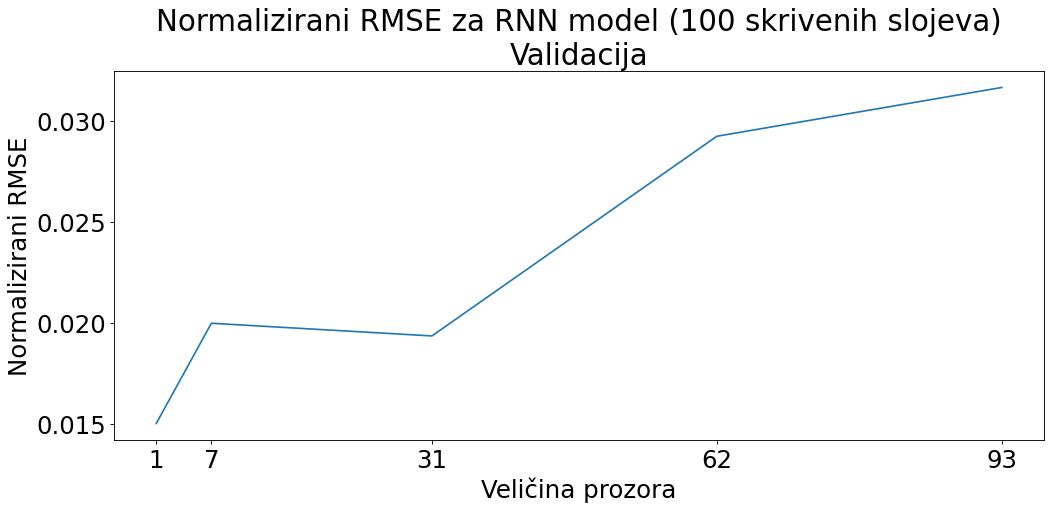 Normalizirani RMSE za RNN model (100 skrivenih slojeva)
Validacija
Normalizirani RMSE
0.030
0.025
0.020
0.015
1 7 31 62 93
Veličina prozora